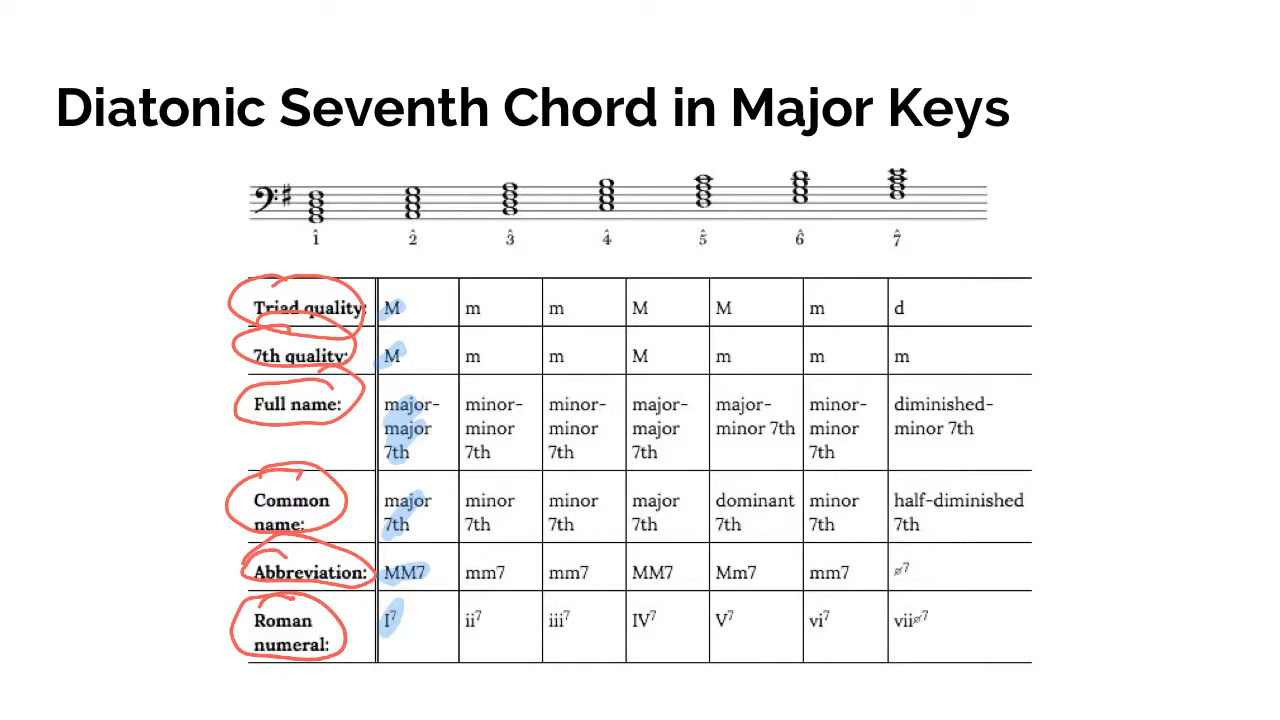 Diatonic Seventh Chord in Major Keys
1̂ 2̂ 3̂ 4̂ 5̂ 6̂ 7̂
Triad quality: M m m M M m d
7th quality: M m m M m m m
Full name: major- minor- minor- major- major- minor- diminished-
major minor minor major minor 7th minor minor 7th
7th 7th 7th 7th 7th
Common major minor minor major dominant minor half-diminished
name: 7th 7th 7th 7th 7th 7th 7th
Abbreviation: MM7 mm7 mm7 MM7 Mm7 mm7 ⌀7
Roman I7 ii7 iii7 IV7 V7 vi7 vii⌀7
numeral: